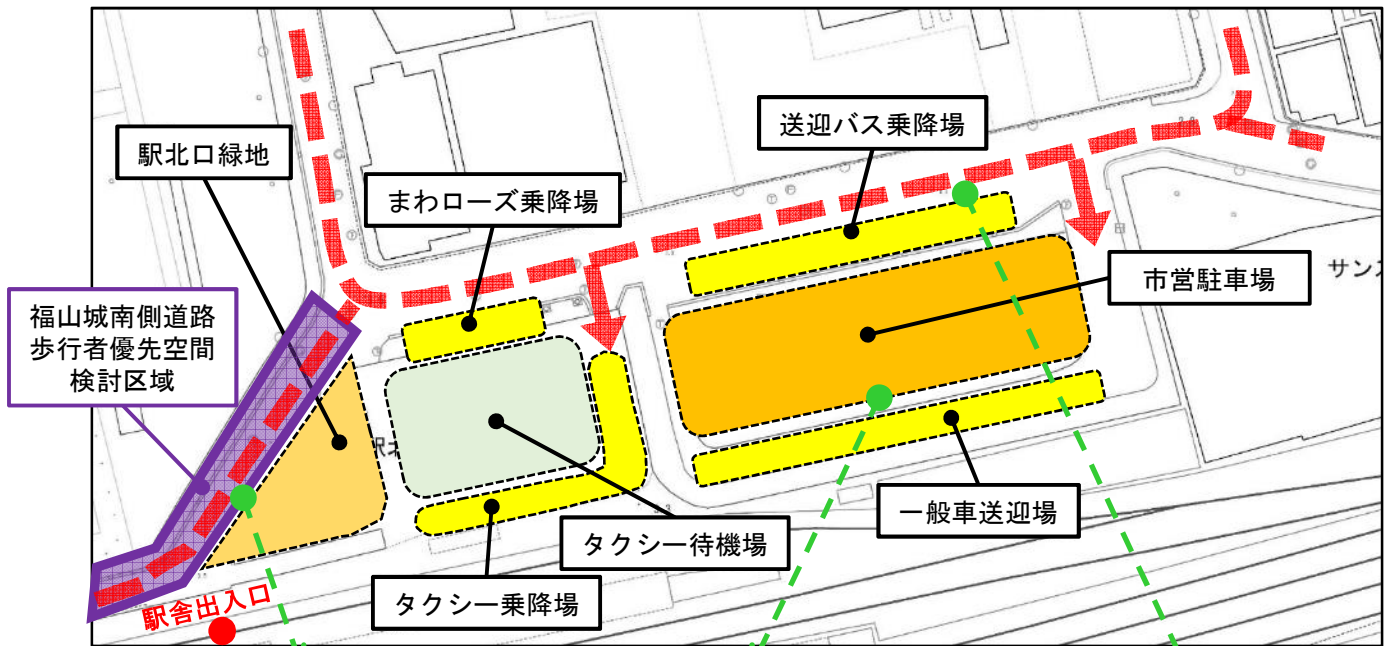 送迎バス乗降場
駅北口緑地
まわローズ乗降場
サンス
市営駐車場
福山城南側道路
歩行者優先空間
検討区域
駅北
一般車送迎場
タクシー待機場
タクシー乗降場
駅舎出入口